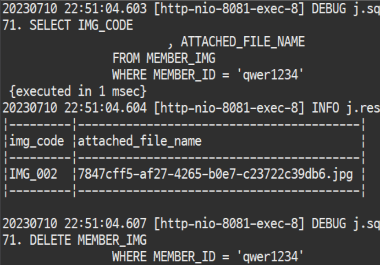 20230710 22:51:04.603 [http-nio-8081-exec-8] DEBUG j.sq
71. SELECT IMG_CODE
, ATTACHED_FILE_NAME
FROM MEMBER_IMG
WHERE MEMBER_ID = 'qwer1234'
{executed in 1 msec}
20230710 22:51:04.604 [http-nio-8081-exec-8] INFO j.res
|---------|--------------------------------------|
|img_code |attached_file_name |
|---------|--------------------------------------|
|IMG_002 |7847cff5-af27-4265-b0e7-c23722c39db6.jpg |
|---------|--------------------------------------|
20230710 22:51:04.607 [http-nio-8081-exec-8] DEBUG j.sq
71. DELETE MEMBER_IMG
WHERE MEMBER_ID = 'qwer1234'